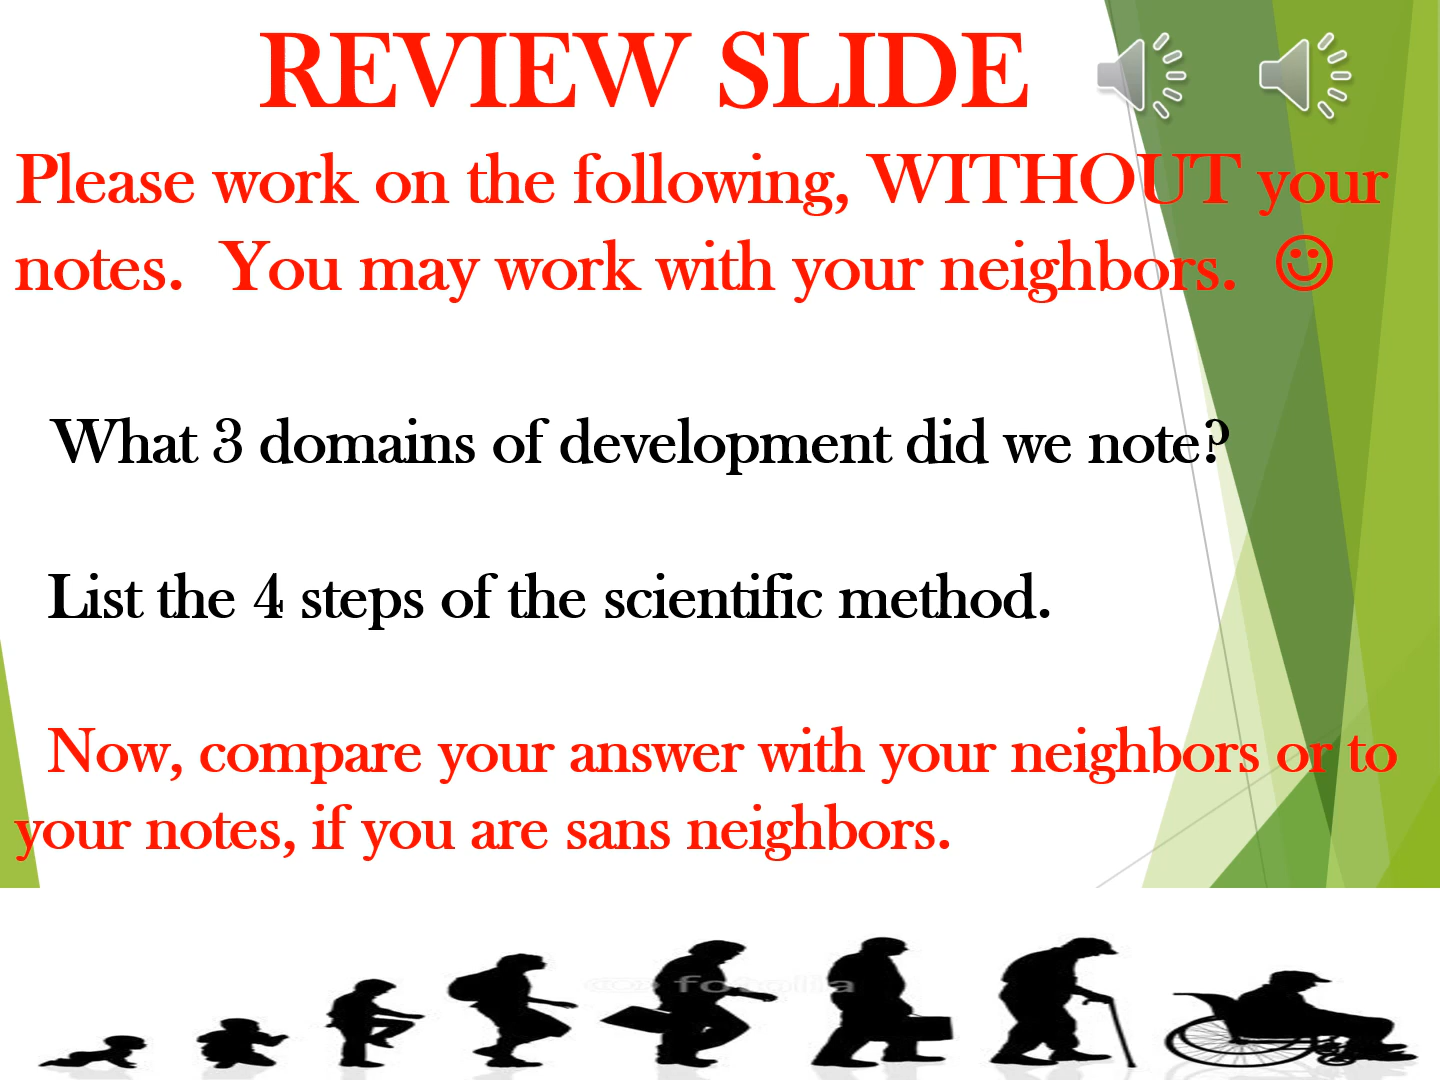 REVIEW SLIDE
Please work on the following, WITHOUT your
notes.  You may work with your neighbors. ☺
What 3 domains of development did we note?
List the 4 steps of the scientific method.
Now, compare your answer with your neighbors or to
your notes, if you are sans neighbors.